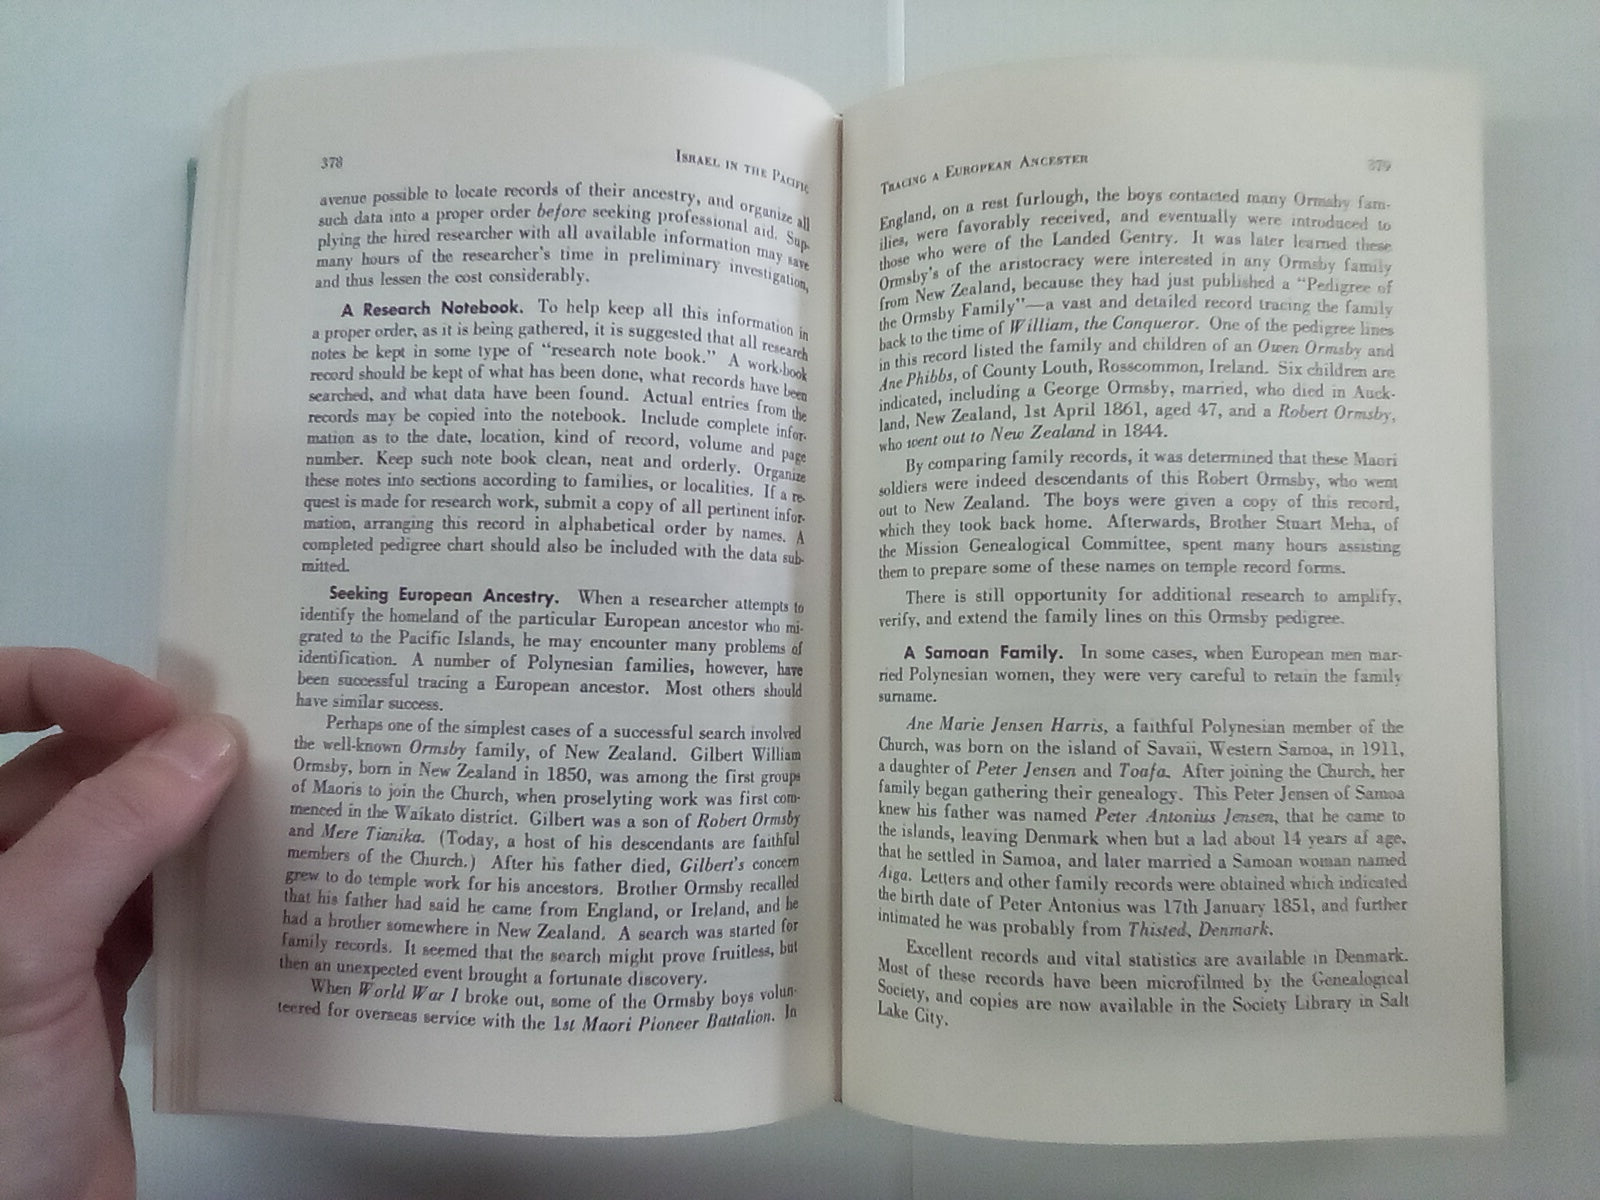 378
ISRAEL IN THE PACIFIC
avenue possible to locate records of their ancestry, and organize all
such data into a proper order before seeking professional aid. Sup-
plying the hired researcher with all available information may save
many hours of the researcher's time in preliminary investigation,
and thus lessen the cost considerably.
A Research Notebook. To help keep all this information in
a proper order, as it is being gathered, it is suggested that all research
notes be kept in some type of "research note book." A work-book
record should be kept of what has been done, what records have been
searched, and what data have been found. Actual entries from the
records may be copied into the notebook. Include complete infor-
mation as to the date, location, kind of record, volume and page
number. Keep such note book clean, neat and orderly. Organize
these notes into sections according to families, or localities. If a re-
quest is made for research work, submit a copy of all pertinent infor-
mation, arranging this record in alphabetical order by names. A
completed pedigree chart should also be included with the data sub-
mitted.
Seeking European Ancestry. When a researcher attempts to
identify the homeland of the particular European ancestor who mi-
grated to the Pacific Islands, he may encounter many problems of
identification. A number of Polynesian families, however, have
been successful tracing a European ancestor. Most others should
have similar success.
Perhaps one of the simplest cases of a successful search involved
the well-known Ormsby family, of New Zealand. Gilbert William
Ormsby, born in New Zealand in 1850, was among the first groups
of Maoris to join the Church, when proselyting work was first com-
menced in the Waikato district. Gilbert was a son of Robert Ormsby
and Mere Tianika. (Today, a host of his descendants are faithful
members of the Church.) After his father died, Gilbert's concern
grew to do temple work for his ancestors. Brother Ormsby recalled
that his father had said he came from England, or Ireland, and he
had a brother somewhere in New Zealand. A search was started for
family records. It seemed that the search might prove fruitless, but
then an unexpected event brought a fortunate discovery.
When World War I broke out, some of the Ormsby boys volun-
teered for overseas service with the 1st Maori Pioneer Battalion. In
TRACING A EUROPEAN ANCESTER
379
England, on a rest furlough, the boys contacted many Ormsby fam-
ilies, were favorably received, and eventually were introduced to
those who were of the Landed Gentry. It was later learned these
Ormsby's of the aristocracy were interested in any Ormsby family
from New Zealand, because they had just published a "Pedigree of
the Ormsby Family"—a vast and detailed record tracing the family
back to the time of William, the Conqueror. One of the pedigree lines
in this record listed the family and children of an Owen Ormsby and
Ane Phibbs, of County Louth, Rosscommon, Ireland. Six children are
indicated, including a George Ormsby, married, who died in Auck-
land, New Zealand, 1st April 1861, aged 47, and a Robert Ormsby,
who went out to New Zealand in 1844.
By comparing family records, it was determined that these Maori
soldiers were indeed descendants of this Robert Ormsby, who went
out to New Zealand. The boys were given a copy of this record,
which they took back home. Afterwards, Brother Stuart Meha, of
the Mission Genealogical Committee, spent many hours assisting
them to prepare some of these names on temple record forms.
There is still opportunity for additional research to amplify,
verify, and extend the family lines on this Ormsby pedigree.
A Samoan Family. In some cases, when European men mar-
ried Polynesian women, they were very careful to retain the family
surname.
Ane Marie Jensen Harris, a faithful Polynesian member of the
Church, was born on the island of Savaii, Western Samoa, in 1911,
a daughter of Peter Jensen and Toafa. After joining the Church, her
family began gathering their genealogy. This Peter Jensen of Samoa
knew his father was named Peter Antonius Jensen, that he came to
the islands, leaving Denmark when but a lad about 14 years af age,
that he settled in Samoa, and later married a Samoan woman named
Aiga. Letters and other family records were obtained which indicated
the birth date of Peter Antonius was 17th January 1851, and further
intimated he was probably from Thisted, Denmark.
Excellent records and vital statistics are available in Denmark.
Most of these records have been microfilmed by the Genealogical
Society, and copies are now available in the Society Library in Salt
Lake City.